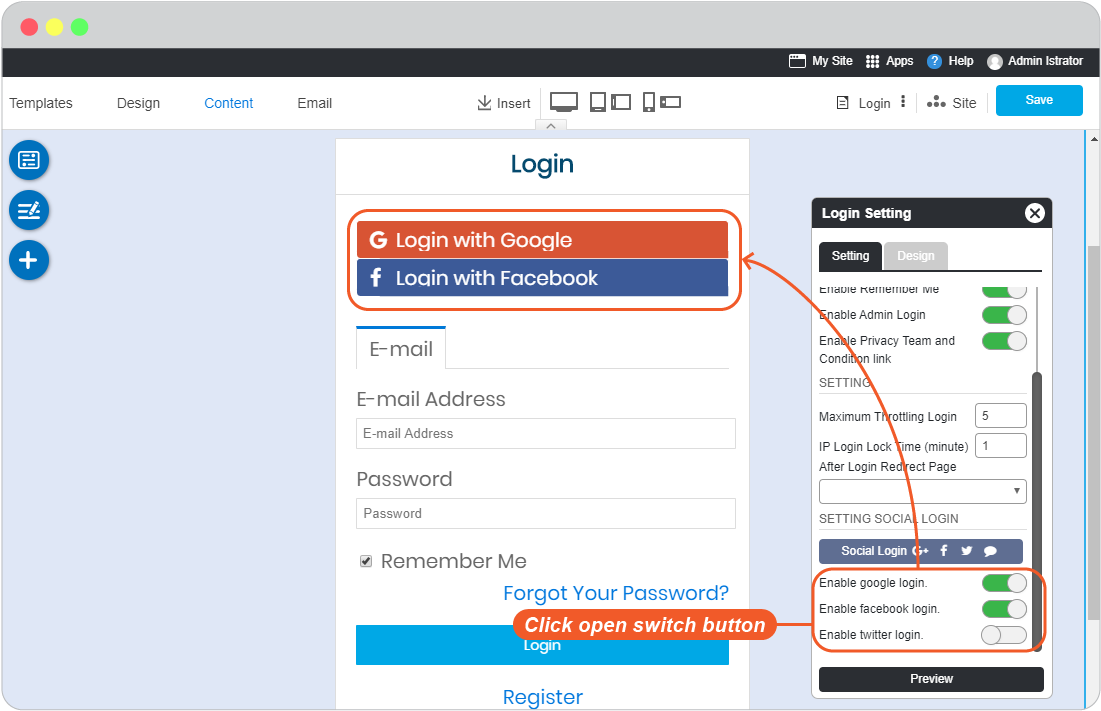 My Site Apps ? Help Admin Istrator
Templates Design Content Email Insert Login Site Save
Login
G Login with Google
f Login with Facebook
E-mail
E-mail Address
E-mail Address
Password
Password
Remember Me
Forgot Your Password?
Click open switch button
Login
Register
Login Setting
Setting Design
Enable Remember Me
Enable Admin Login
Enable Privacy Team and
Condition link
SETTING
Maximum Throttling Login 5
IP Login Lock Time (minute) 1
After Login Redirect Page
SETTING SOCIAL LOGIN
Social Login G+ f
Enable google login.
Enable facebook login.
Enable twitter login.
Preview